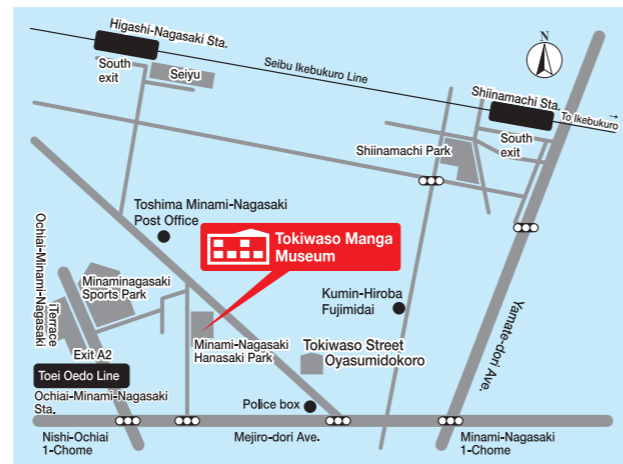 Higashi-Nagasaki Sta.
South
exit
Seiyu
Seibu Ikebukuro Line
N
Shiinamachi Sta.
→
To Ikebukuro
South
exit
Shiinamachi Park
Toshima Minami-Nagasaki
Post Office
Tokiwaso Manga
Museum
Ochiai-Minami-Nagasaki
iTerrace
Minaminagasaki
Sports Park
Kumin-Hiroba
Fujimidai
Yamate-dori Ave.
Minami-Nagasaki
Hanasaki Park
Tokiwaso Street
Oyasumidokoro
Exit A2
Toei Oedo Line
Ochiai-Minami-Nagasaki
Sta.
Police box
Nishi-Ochiai
1-Chome
Mejiro-dori Ave.
Minami-Nagasaki
1-Chome